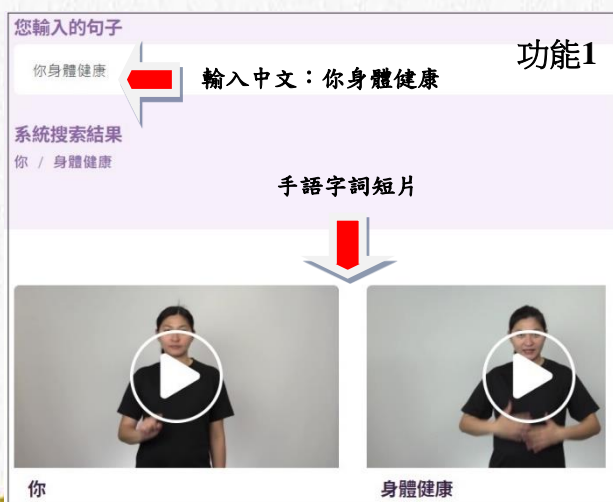 您輸入的句子
功能1
你身體健康
輸入中文：你身體健康
系統搜索結果
你 / 身體健康
手語字詞短片
你
身體健康